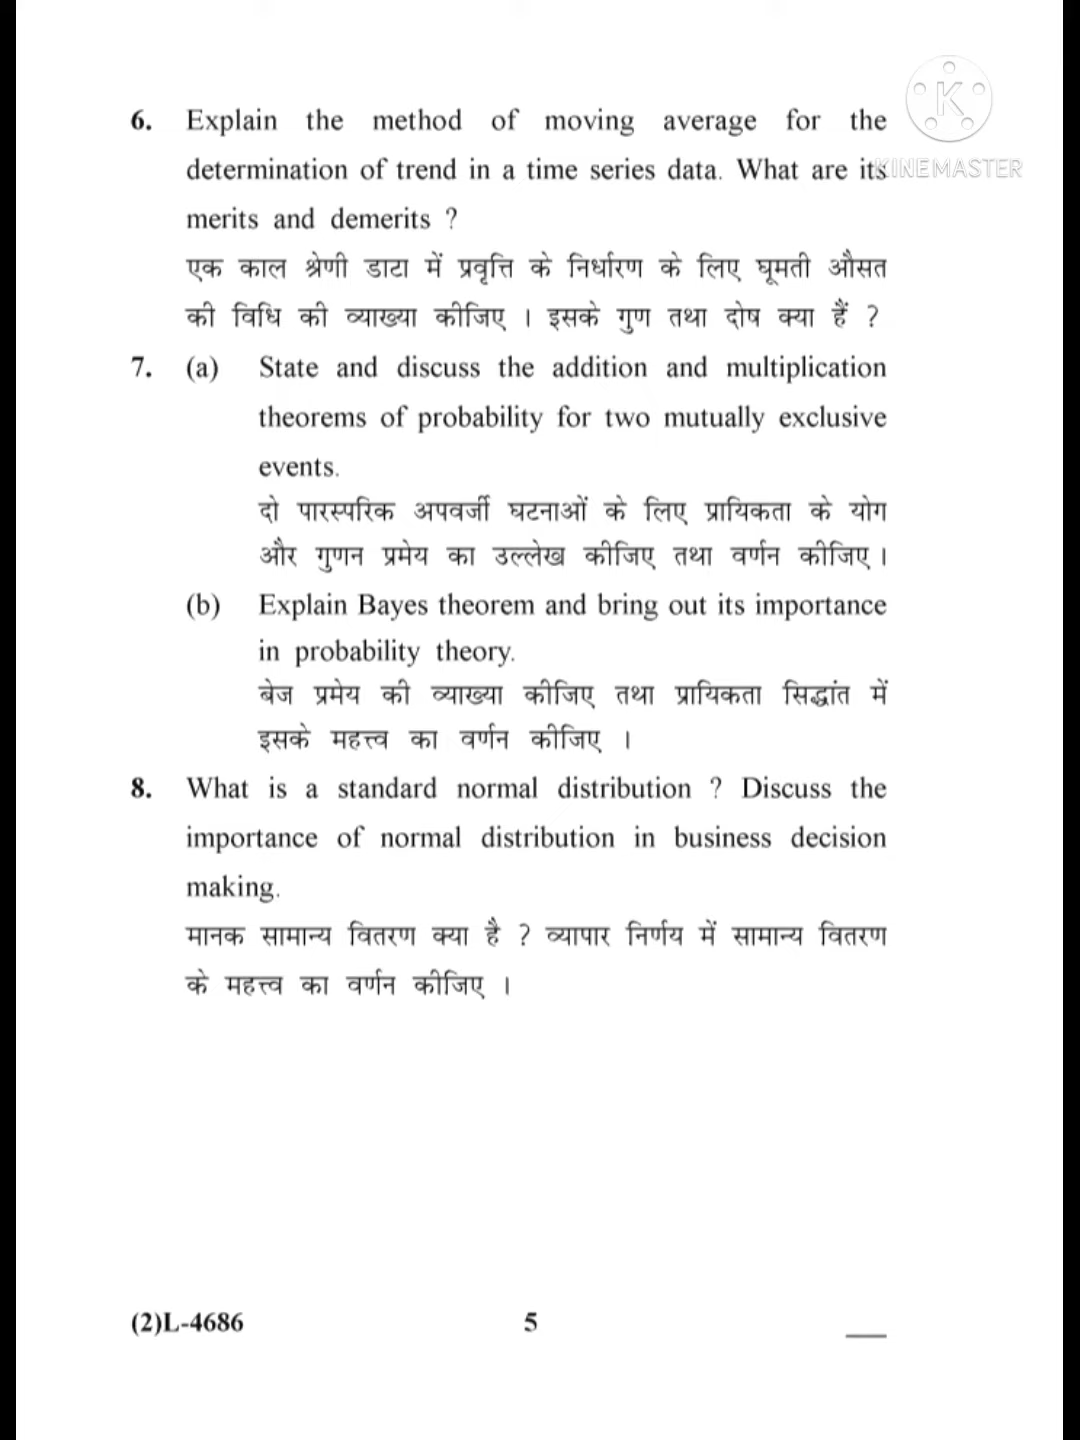 K
KINEMASTER
6. Explain the method of moving average for the
determination of trend in a time series data. What are its
merits and demerits ?
एक काल श्रेणी डाटा में प्रवृत्ति के निर्धारण के लिए घूमती औसत
की विधि की व्याख्या कीजिए । इसके गुण तथा दोष क्या हैं ?
7. (a) State and discuss the addition and multiplication
theorems of probability for two mutually exclusive
events.
दो पारस्परिक अपवर्जी घटनाओं के लिए प्रायिकता के योग
और गुणन प्रमेय का उल्लेख कीजिए तथा वर्णन कीजिए ।
(b) Explain Bayes theorem and bring out its importance
in probability theory.
बेज प्रमेय की व्याख्या कीजिए तथा प्रायिकता सिद्धांत में
इसके महत्त्व का वर्णन कीजिए ।
8. What is a standard normal distribution ? Discuss the
importance of normal distribution in business decision
making.
मानक सामान्य वितरण क्या है ? व्यापार निर्णय में सामान्य वितरण
के महत्त्व का वर्णन कीजिए ।
(2)L-4686 5